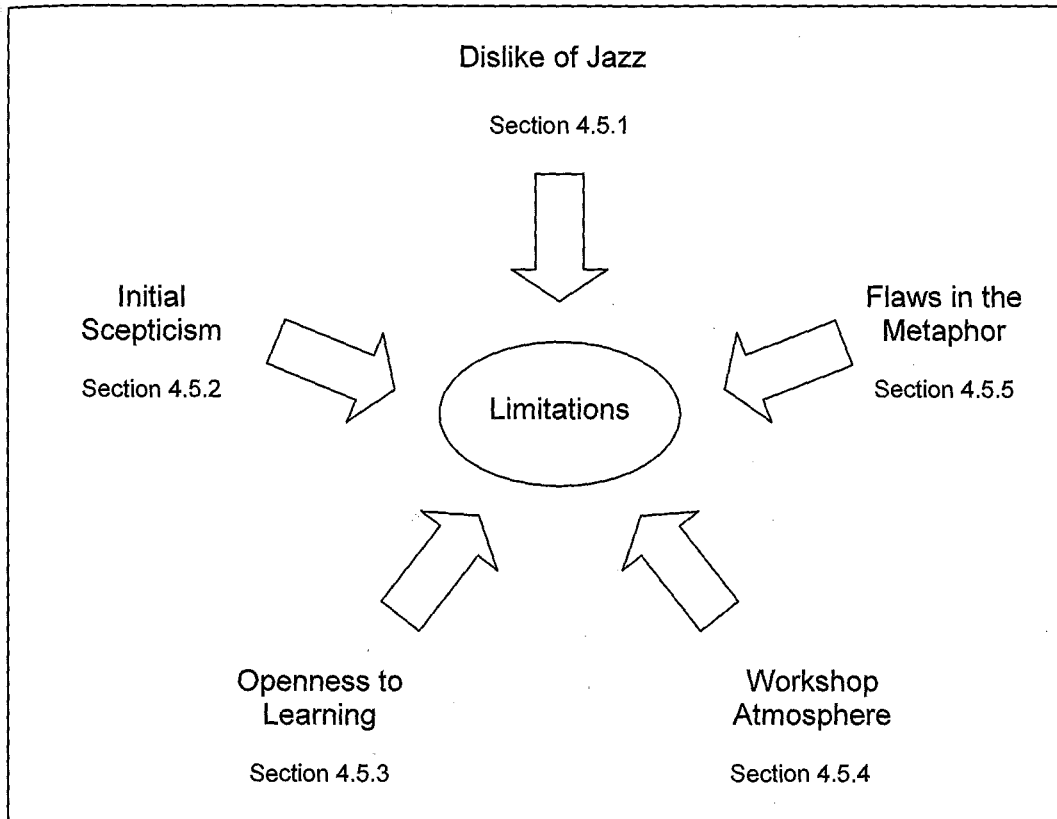 Dislike of Jazz
Section 4.5.1
Initial
Scepticism
Section 4.5.2
Flaws in the
Metaphor
Section 4.5.5
Limitations
Openness to
Learning
Section 4.5.3
Workshop
Atmosphere
Section 4.5.4